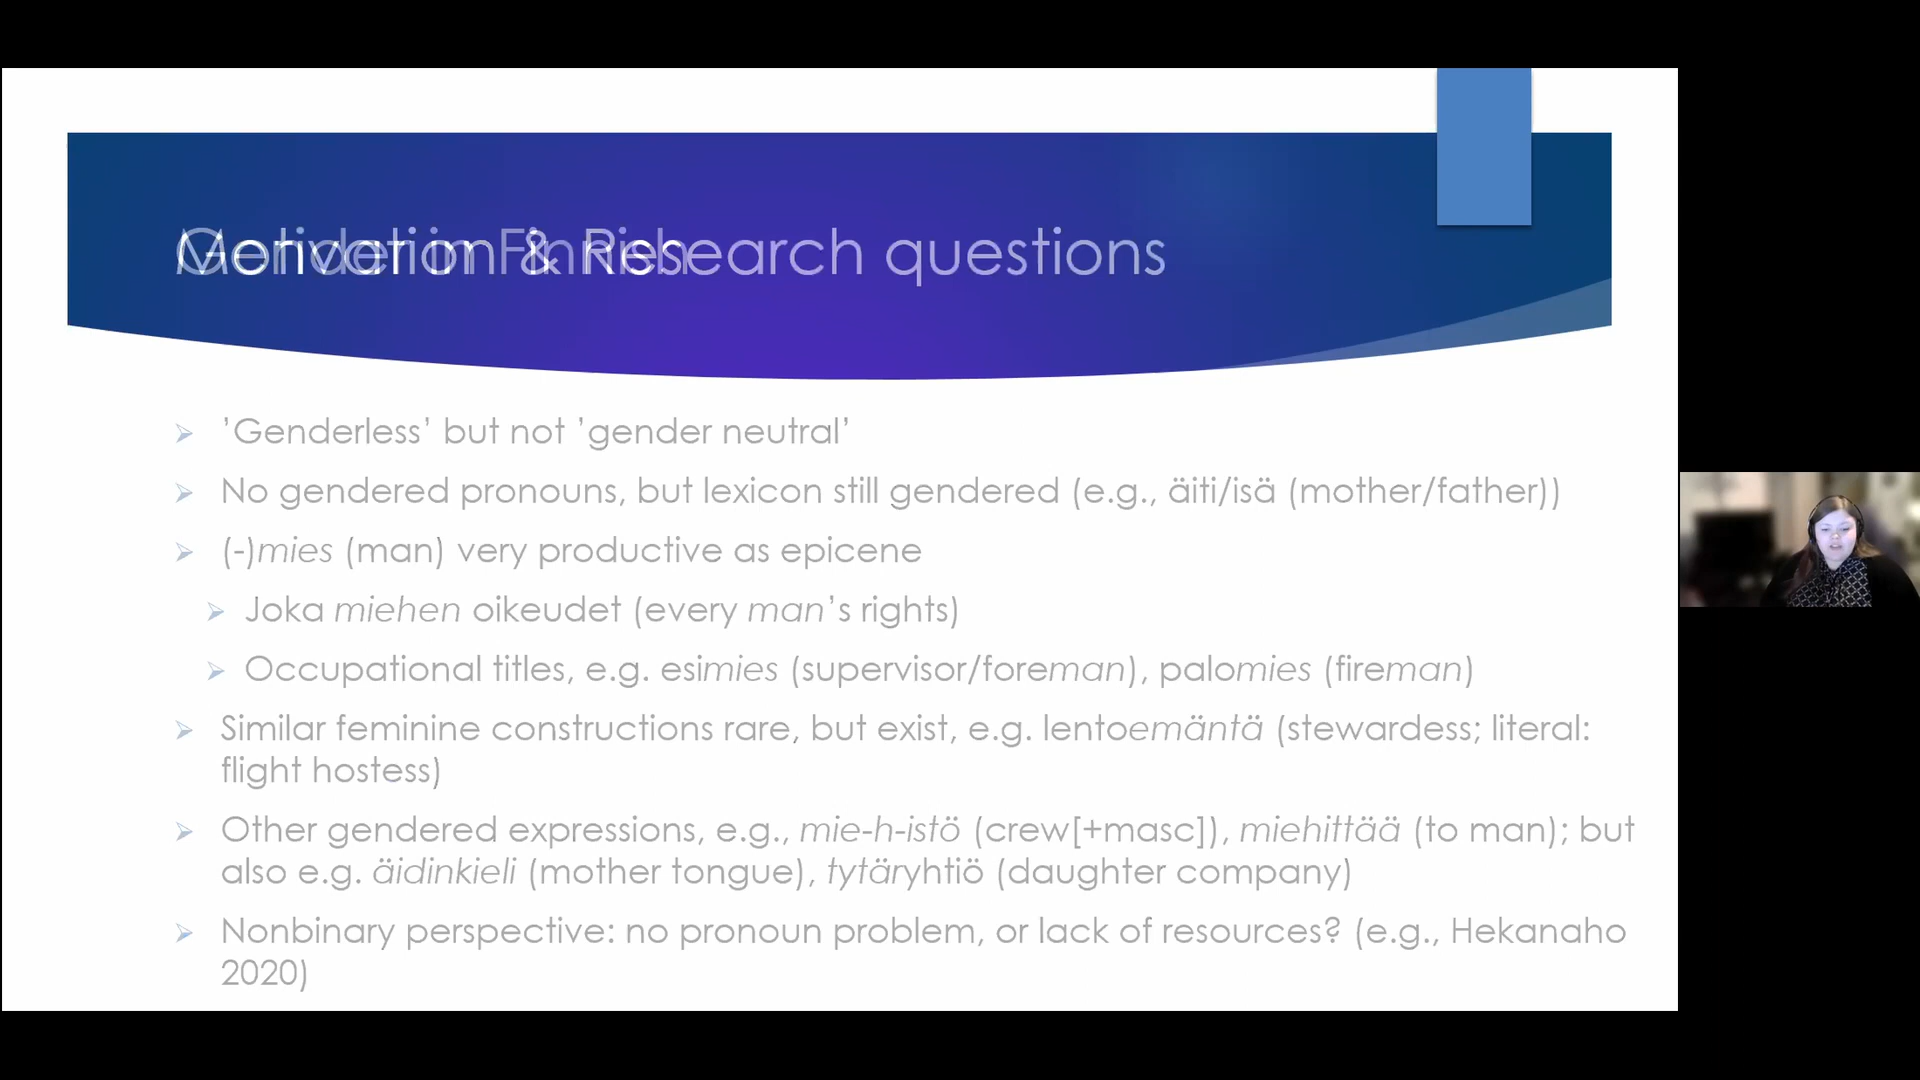 Gender in Finnish
Motivation & Research questions
’Genderless’ but not ’gender neutral’
No gendered pronouns, but lexicon still gendered (e.g., äiti/isä (mother/father))
(-)mies (man) very productive as epicene
Joka miehen oikeudet (every man’s rights)
Occupational titles, e.g. esimies (supervisor/foreman), palomies (fireman)
Similar feminine constructions rare, but exist, e.g. lentoemäntä (stewardess; literal:
flight hostess)
Other gendered expressions, e.g., mie-h-istö (crew[+masc]), miehittää (to man); but
also e.g. äidinkieli (mother tongue), tytäryhtiö (daughter company)
Nonbinary perspective: no pronoun problem, or lack of resources? (e.g., Hekanaho
2020)